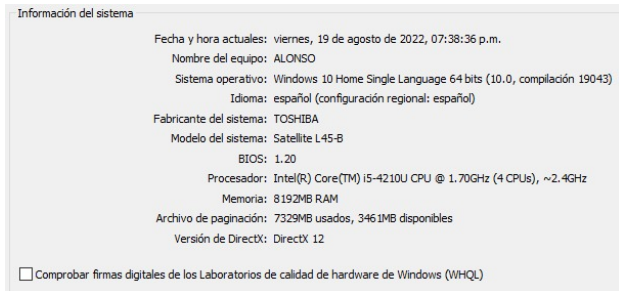 Información del sistema
Fecha y hora actuales: viernes, 19 de agosto de 2022, 07:38:36 p.m.
Nombre del equipo: ALONSO
Sistema operativo: Windows 10 Home Single Language 64 bits (10.0, compilación 19043)
Idioma: español (configuración regional: español)
Fabricante del sistema: TOSHIBA
Modelo del sistema: Satellite L45-B
BIOS: 1.20
Procesador: Intel(R) Core(TM) i5-4210U CPU @ 1.70GHz (4 CPUs), ~2.4GHz
Memoria: 8192MB RAM
Archivo de paginación: 7329MB usados, 3461MB disponibles
Versión de DirectX: DirectX 12
Comprobar firmas digitales de los Laboratorios de calidad de hardware de Windows (WHQL)